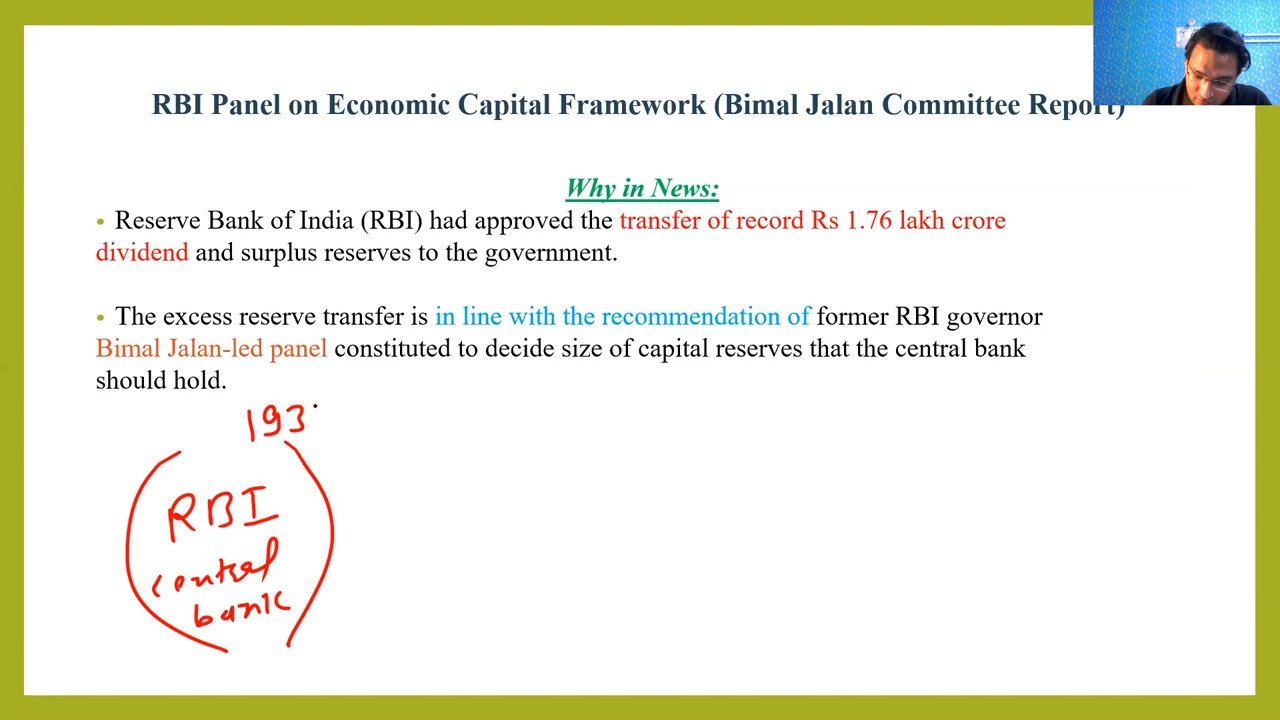 RBI Panel on Economic Capital Framework (Bimal Jalan Committee Report)
Why in News:
• Reserve Bank of India (RBI) had approved the transfer of record Rs 1.76 lakh crore
dividend and surplus reserves to the government.
• The excess reserve transfer is in line with the recommendation of former RBI governor
Bimal Jalan-led panel constituted to decide size of capital reserves that the central bank
should hold.
193
RBI
central
bank